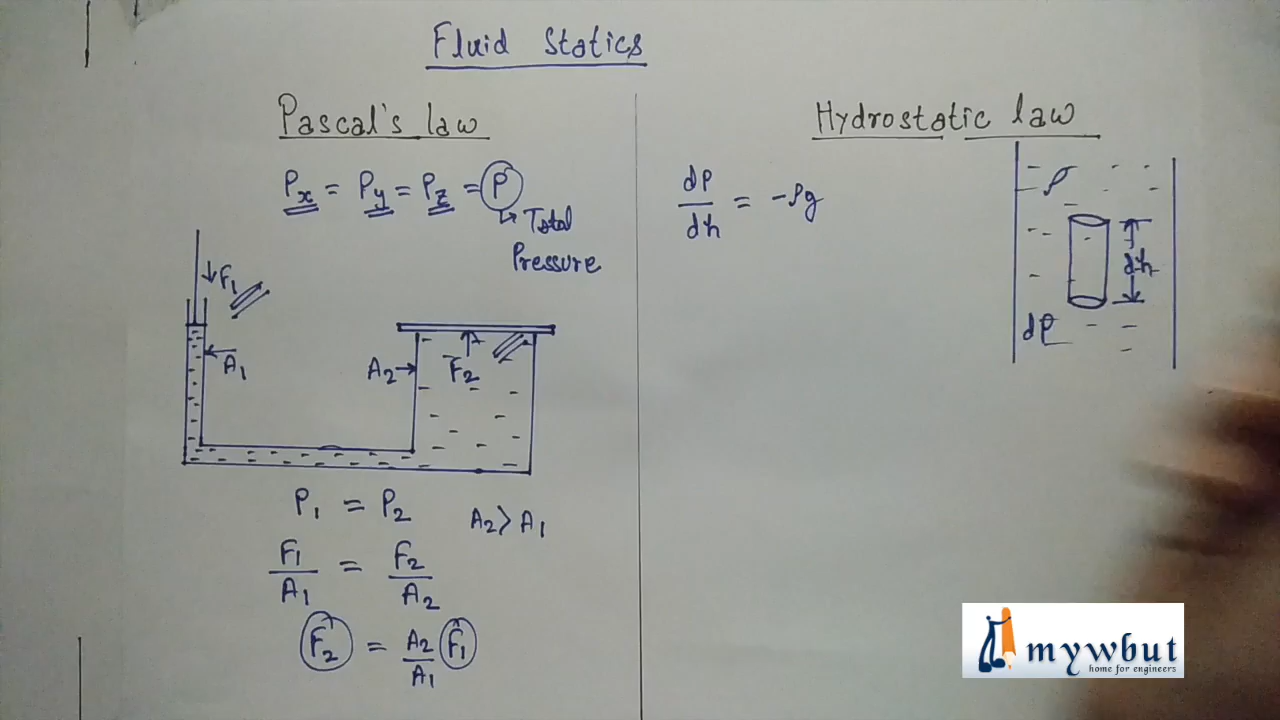 Fluid Statics
Pascal's law
Px = Py = Pz = P
Total
Pressure
F1
A1
A2
F2
P1 = P2
A2 > A1
F1/A1 = F2/A2
F2 = A2/A1 F1
Hydrostatic law
dP/dh = -ρg
ρ
dh
dP
mywbut
home for engineers